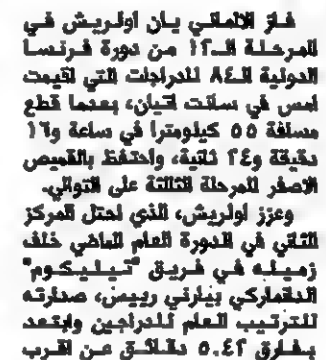 فاز الالماني يان اولريش في
المرحلة الـ١٢ من دورة فرنسا
الدولية الـ٨٤ للدراجات التي اقيمت
امس في سانت اتيان، بعدما قطع
مسافة ٥٥ كيلومترا في ساعة و١٦
دقيقة و٢٤ ثانية، واحتفظ بالقميص
الاصفر للمرحلة الثالثة على التوالي.
وعزز اولريش، الذي احتل المركز
الثاني في الدورة العام الماضي خلف
زميله في فريق "تيليكوم"
الدنماركي بيارني رييس، صدارته
للترتيب العام للدراجين وابتعد
بفارق ٥.٤٢ دقائق عن اقرب